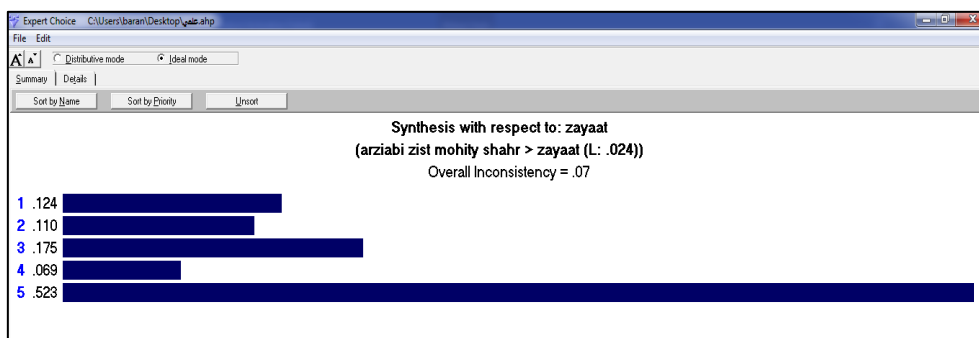 Expert Choice C:\Users\baran\Desktop\علمي.ahp
File Edit
A A Distributive mode Ideal mode
Summary Details
Sort by Name Sort by Priority Unsort
Synthesis with respect to: zayaat
(arziabi zist mohity shahr > zayaat (L: .024))
Overall Inconsistency = .07
1 .124
2 .110
3 .175
4 .069
5 .523